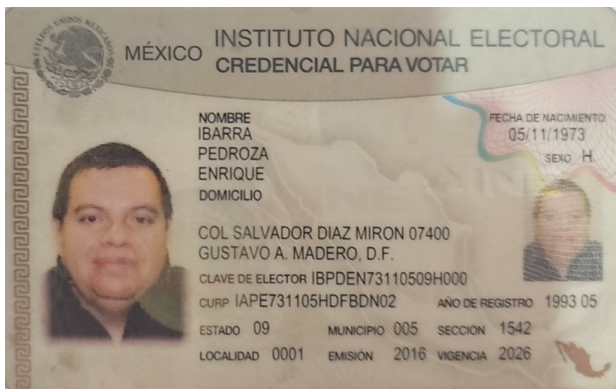 MÉXICO INSTITUTO NACIONAL ELECTORAL
CREDENCIAL PARA VOTAR
NOMBRE
IBARRA
PEDROZA
ENRIQUE
FECHA DE NACIMIENTO
05/11/1973
SEXO H
DOMICILIO
COL SALVADOR DIAZ MIRON 07400
GUSTAVO A. MADERO, D.F.
CLAVE DE ELECTOR IBPDEN73110509H000
CURP IAPE731105HDFBDN02 AÑO DE REGISTRO 1993 05
ESTADO 09 MUNICIPIO 005 SECCIÓN 1542
LOCALIDAD 0001 EMISIÓN 2016 VIGENCIA 2026